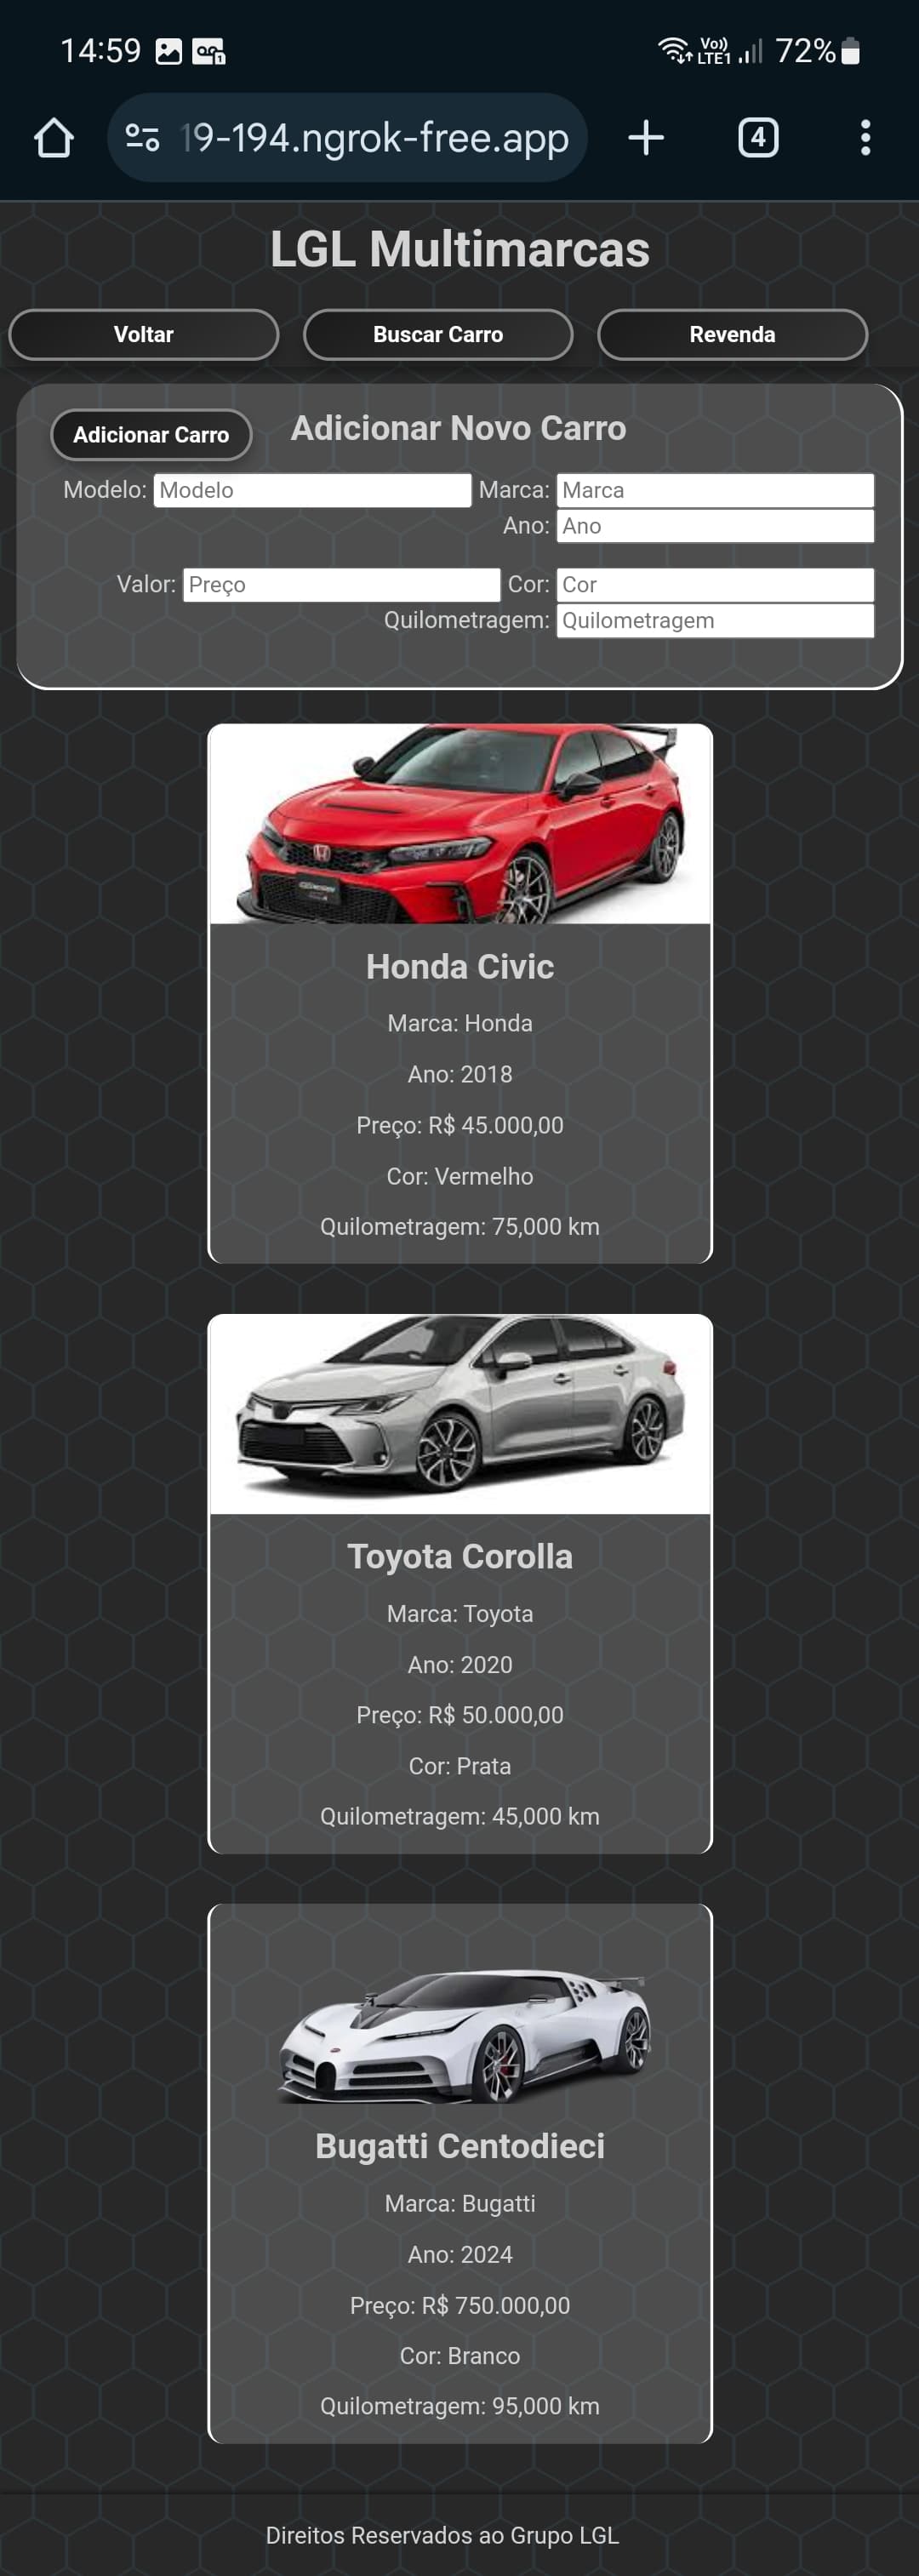 14:59
Vo))
LTE1
72%
19-194.ngrok-free.app
4
LGL Multimarcas
Voltar
Buscar Carro
Revenda
Adicionar Carro
Adicionar Novo Carro
Modelo: Modelo Marca: Marca
Ano: Ano
Valor: Preço Cor: Cor
Quilometragem: Quilometragem
Honda Civic
Marca: Honda
Ano: 2018
Preço: R$ 45.000,00
Cor: Vermelho
Quilometragem: 75,000 km
Toyota Corolla
Marca: Toyota
Ano: 2020
Preço: R$ 50.000,00
Cor: Prata
Quilometragem: 45,000 km
Bugatti Centodieci
Marca: Bugatti
Ano: 2024
Preço: R$ 750.000,00
Cor: Branco
Quilometragem: 95,000 km
Direitos Reservados ao Grupo LGL